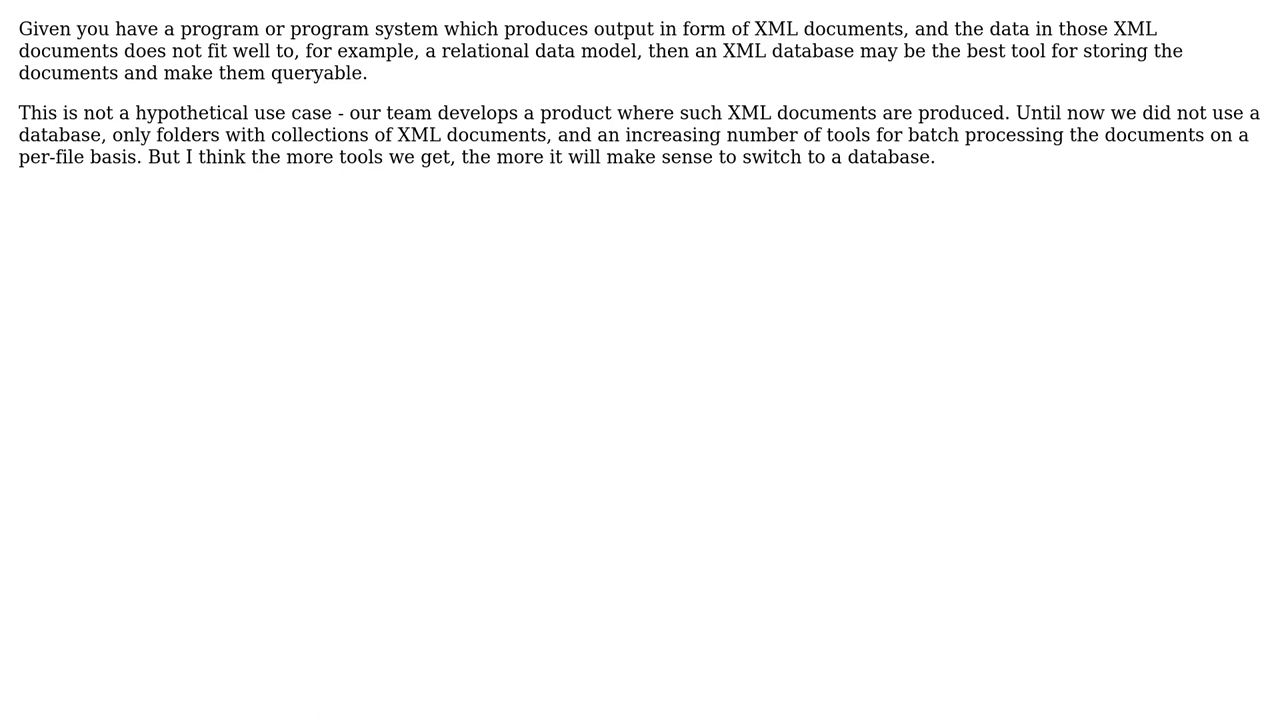 Given you have a program or program system which produces output in form of XML documents, and the data in those XML
documents does not fit well to, for example, a relational data model, then an XML database may be the best tool for storing the
documents and make them queryable.
This is not a hypothetical use case - our team develops a product where such XML documents are produced. Until now we did not use a
database, only folders with collections of XML documents, and an increasing number of tools for batch processing the documents on a
per-file basis. But I think the more tools we get, the more it will make sense to switch to a database.